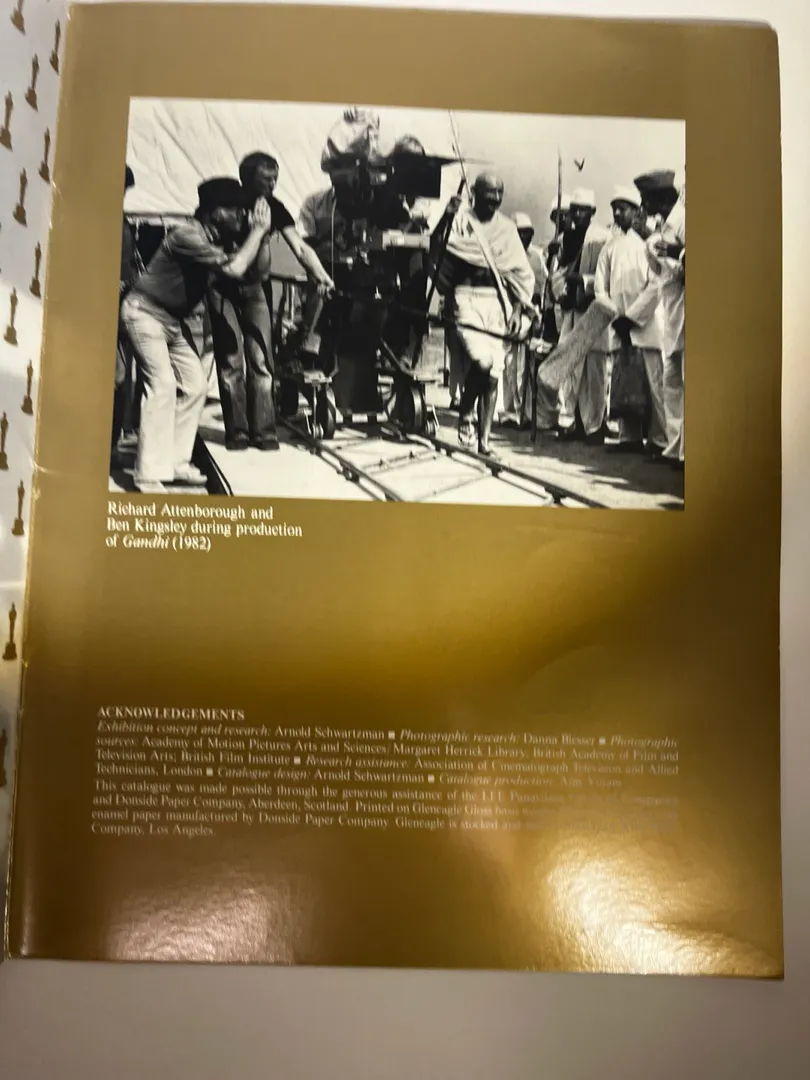 Richard Attenborough and
Ben Kingsley during production
of Gandhi (1982)
ACKNOWLEDGEMENTS
Exhibition concept and research: Arnold Schwartzman ■ Photographic research: Danna Blesser ■ Photographic
sources: Academy of Motion Pictures Arts and Sciences/Margaret Herrick Library, British Academy of Film and
Television Arts; British Film Institute ■ Research assistance: Association of Cinematograph Television and Allied
Technicians, London ■ Catalogue design: Arnold Schwartzman ■ Catalogue production:
This catalogue was made possible through the generous assistance of the
and Donside Paper Company, Aberdeen, Scotland. Printed on Gleneagle Gloss
enamel paper manufactured by Donside Paper Company. Gleneagle is stocked and
Company, Los Angeles.